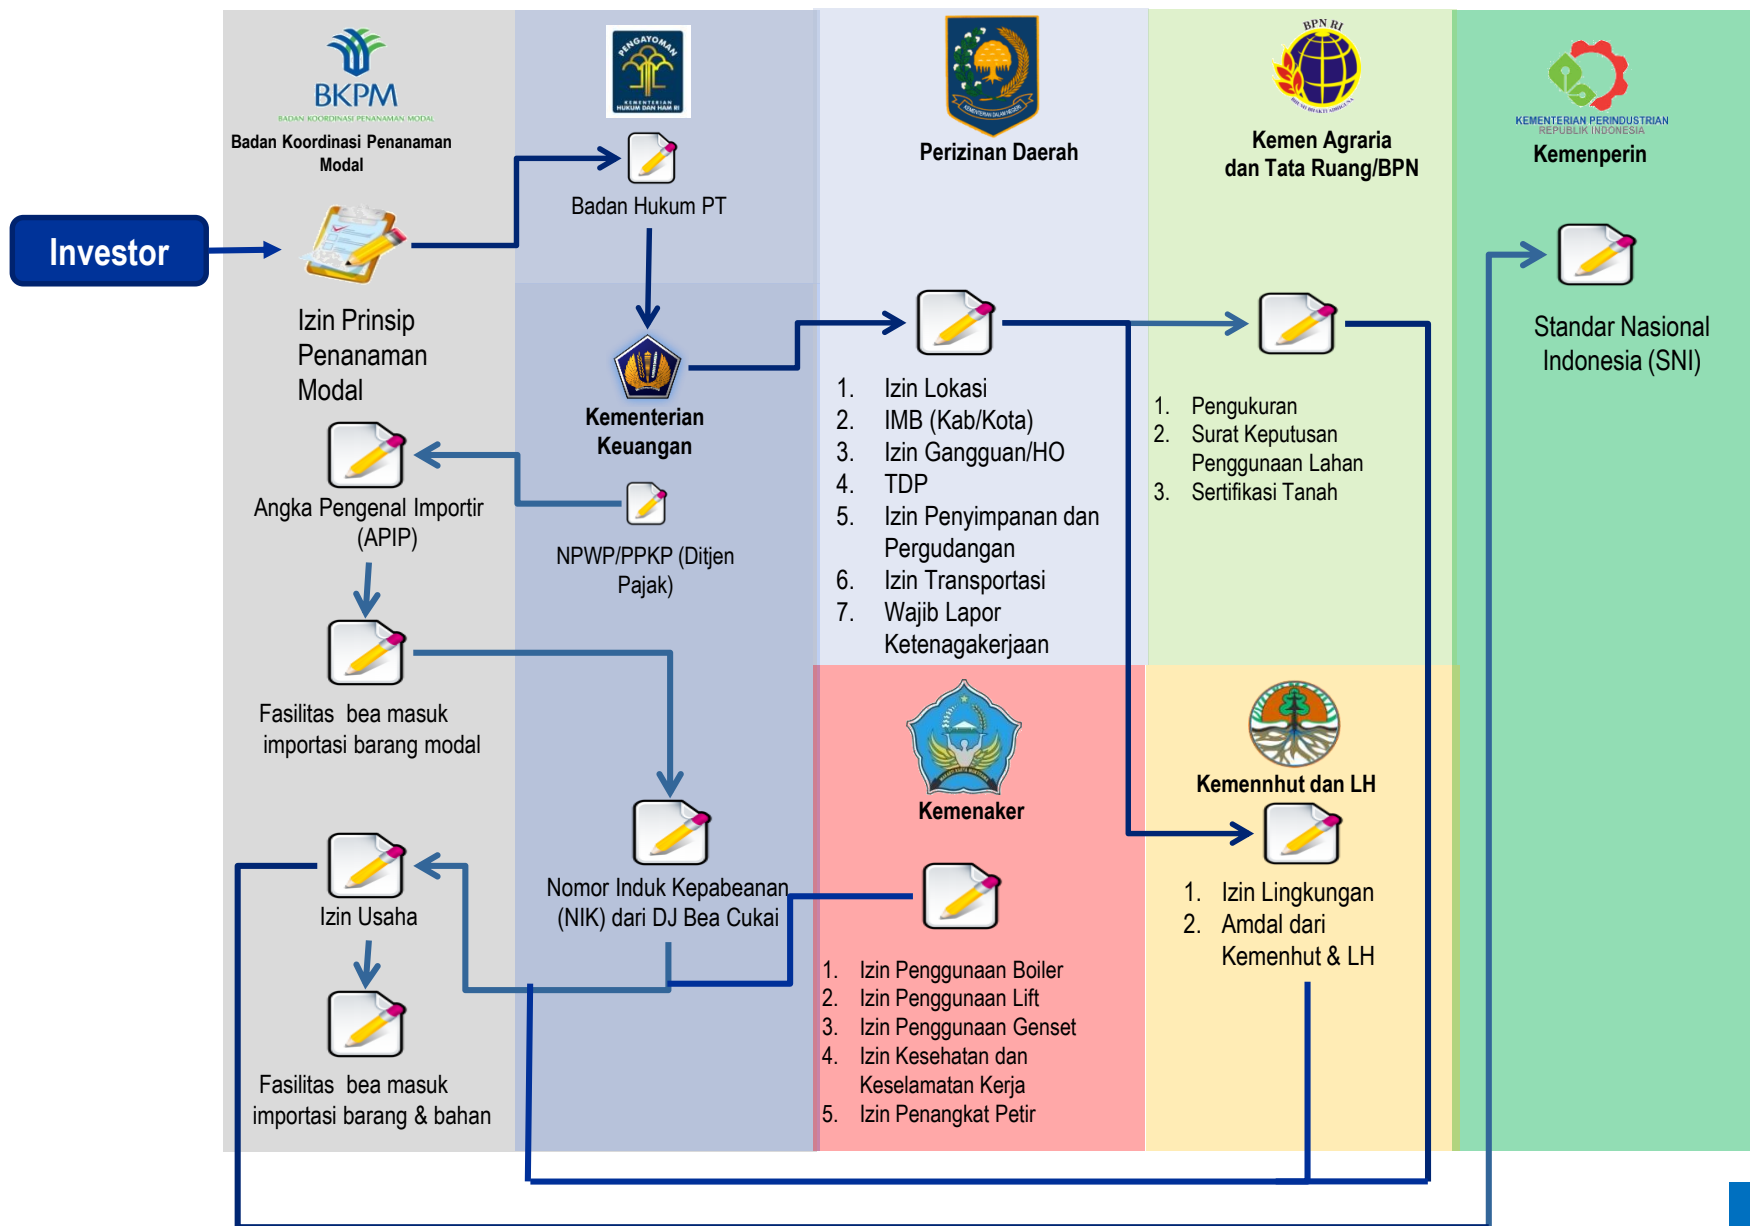 BKPM
BADAN KOORDINASI PENANAMAN MODAL
Badan Koordinasi Penanaman
Modal
Investor
Izin Prinsip
Penanaman
Modal
Angka Pengenal Importir
(APIP)
Fasilitas bea masuk
importasi barang modal
Izin Usaha
Fasilitas bea masuk
importasi barang & bahan
PENGAYOMAN
KEMENTERIAN
HUKUM DAN HAM RI
Badan Hukum PT
Kementerian
Keuangan
NPWP/PPKP (Ditjen
Pajak)
Nomor Induk Kepabeanan
(NIK) dari DJ Bea Cukai
KEMENTERIAN DALAM NEGERI
Perizinan Daerah
1. Izin Lokasi
2. IMB (Kab/Kota)
3. Izin Gangguan/HO
4. TDP
5. Izin Penyimpanan dan
Pergudangan
6. Izin Transportasi
7. Wajib Lapor
Ketenagakerjaan
Kemenaker
1. Izin Penggunaan Boiler
2. Izin Penggunaan Lift
3. Izin Penggunaan Genset
4. Izin Kesehatan dan
Keselamatan Kerja
5. Izin Penangkat Petir
BPN RI
BHUMI BHAKTI ADHIGUNA
Kemen Agraria
dan Tata Ruang/BPN
1. Pengukuran
2. Surat Keputusan
Penggunaan Lahan
3. Sertifikasi Tanah
Kemennhut dan LH
1. Izin Lingkungan
2. Amdal dari
Kemenhut & LH
KEMENTERIAN PERINDUSTRIAN
REPUBLIK INDONESIA
Kemenperin
Standar Nasional
Indonesia (SNI)